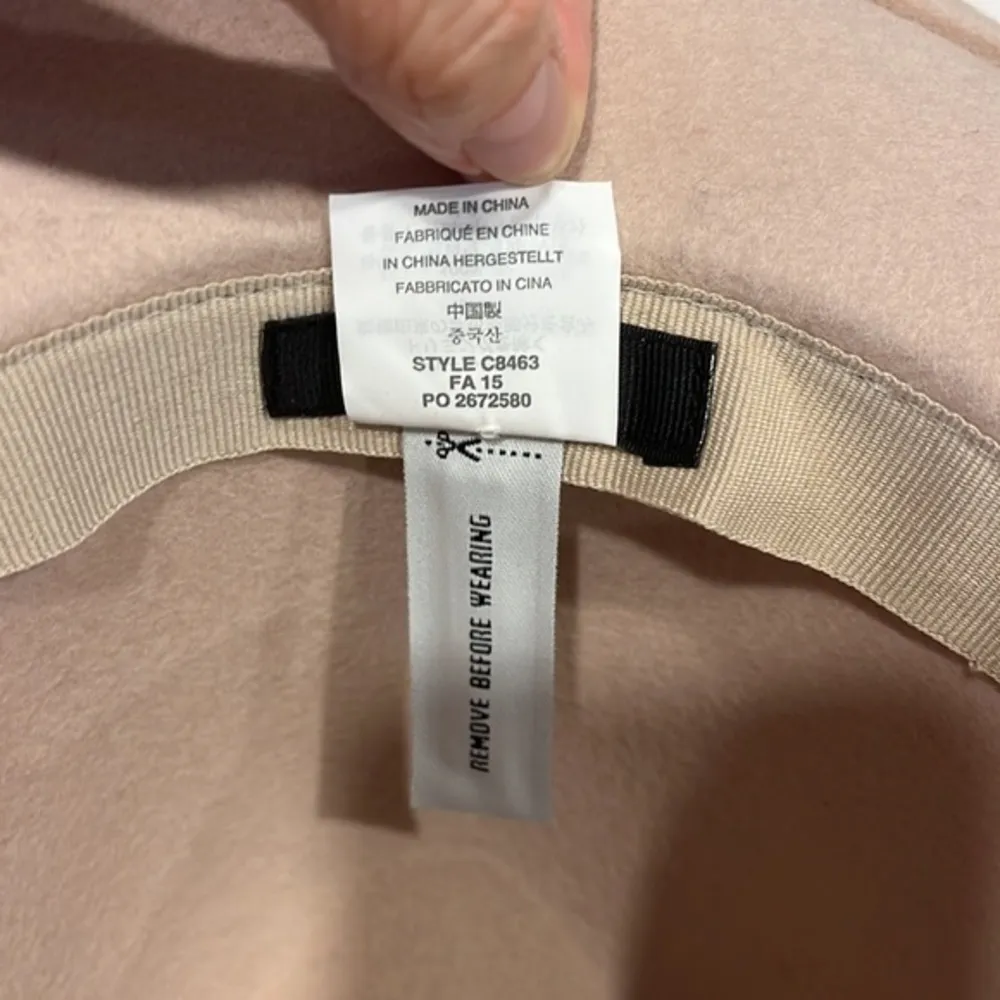 MADE IN CHINA
FABRIQUÉ EN CHINE
IN CHINA HERGESTELLT
FABBRICATO IN CINA
中国製
중국산
STYLE C8463
FA 15
PO 2672580
REMOVE BEFORE WEARING